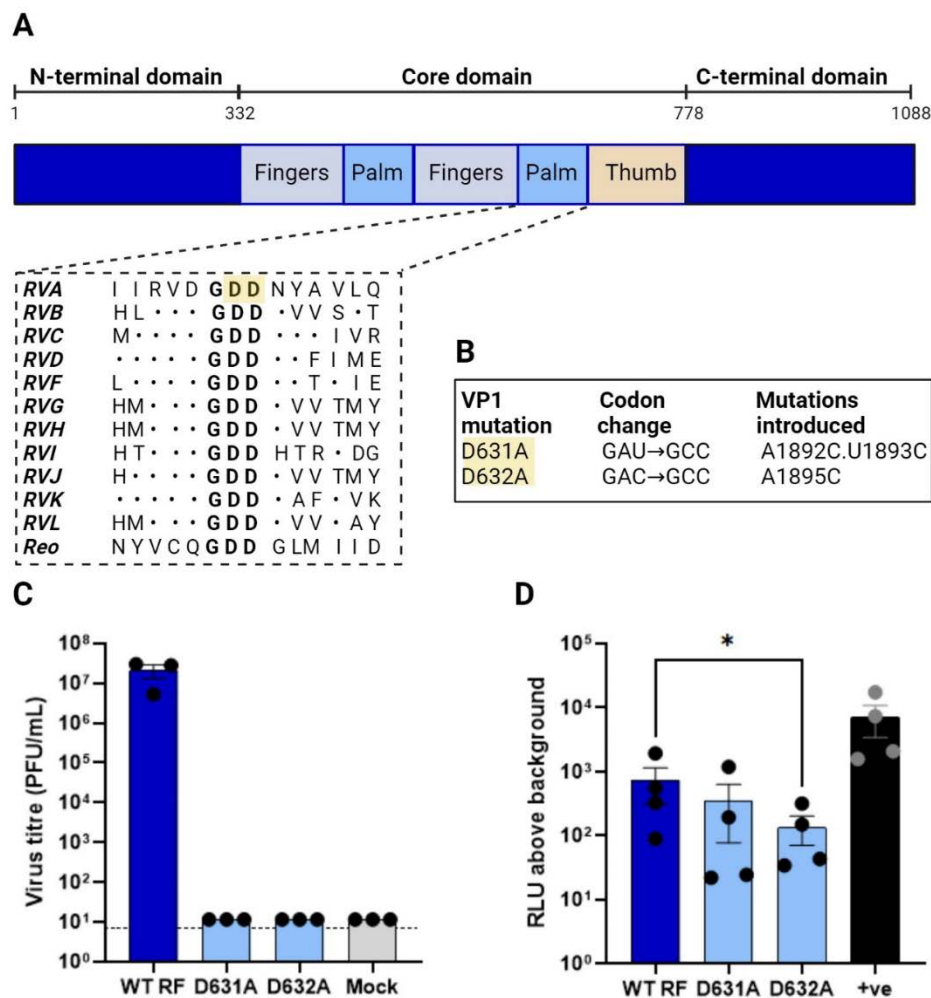 A
N-terminal domain Core domain C-terminal domain
1 332 778 1088
Fingers Palm Fingers Palm Thumb
RVA I I R V D G D D N Y A V L Q
RVB H L · · · G D D · V V S · T
RVC M · · · · G D D · · · I V R
RVD · · · · · G D D · · F I M E
RVF L · · · · G D D · · T · I E
RVG H M · · · G D D · V V T M Y
RVH H M · · · G D D · V V T M Y
RVI H T · · · G D D H T R · D G
RVJ H · · · · G D D · V V T M Y
RVK · · · · · G D D · A F · V K
RVL H M · · · G D D · V V · A Y
Reo N Y V C Q G D D G L M I I D
B
VP1 mutation Codon change Mutations introduced
D631A GAU→GCC A1892C.U1893C
D632A GAC→GCC A1895C
C
Virus titre (PFU/mL)
10⁸
10⁷
10⁶
10⁵
10⁴
10³
10²
10¹
10⁰
WT RF D631A D632A Mock
D
RLU above background
10⁵
10⁴
10³
10²
10¹
10⁰
*
WT RF D631A D632A +ve